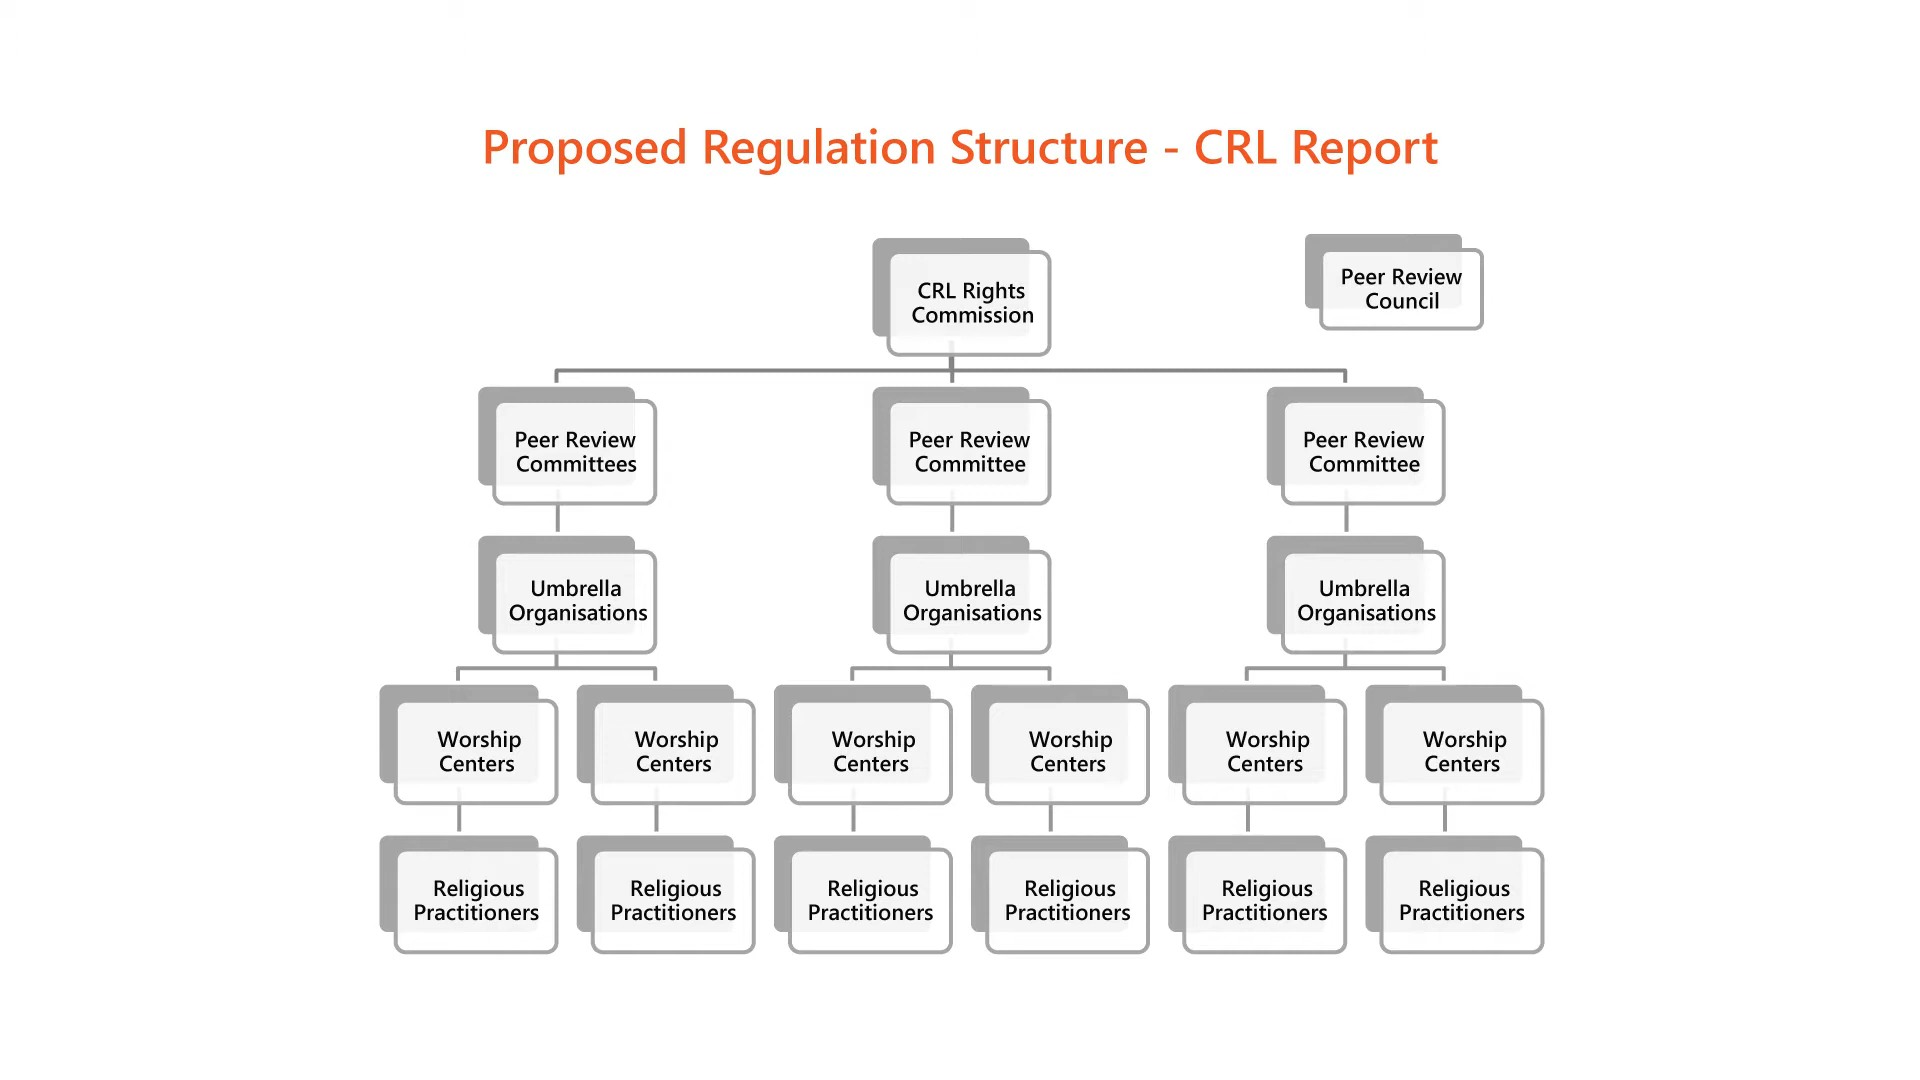 Proposed Regulation Structure - CRL Report
CRL Rights
Commission
Peer Review
Council
Peer Review
Committees
Peer Review
Committee
Peer Review
Committee
Umbrella
Organisations
Umbrella
Organisations
Umbrella
Organisations
Worship
Centers
Worship
Centers
Worship
Centers
Worship
Centers
Worship
Centers
Worship
Centers
Religious
Practitioners
Religious
Practitioners
Religious
Practitioners
Religious
Practitioners
Religious
Practitioners
Religious
Practitioners